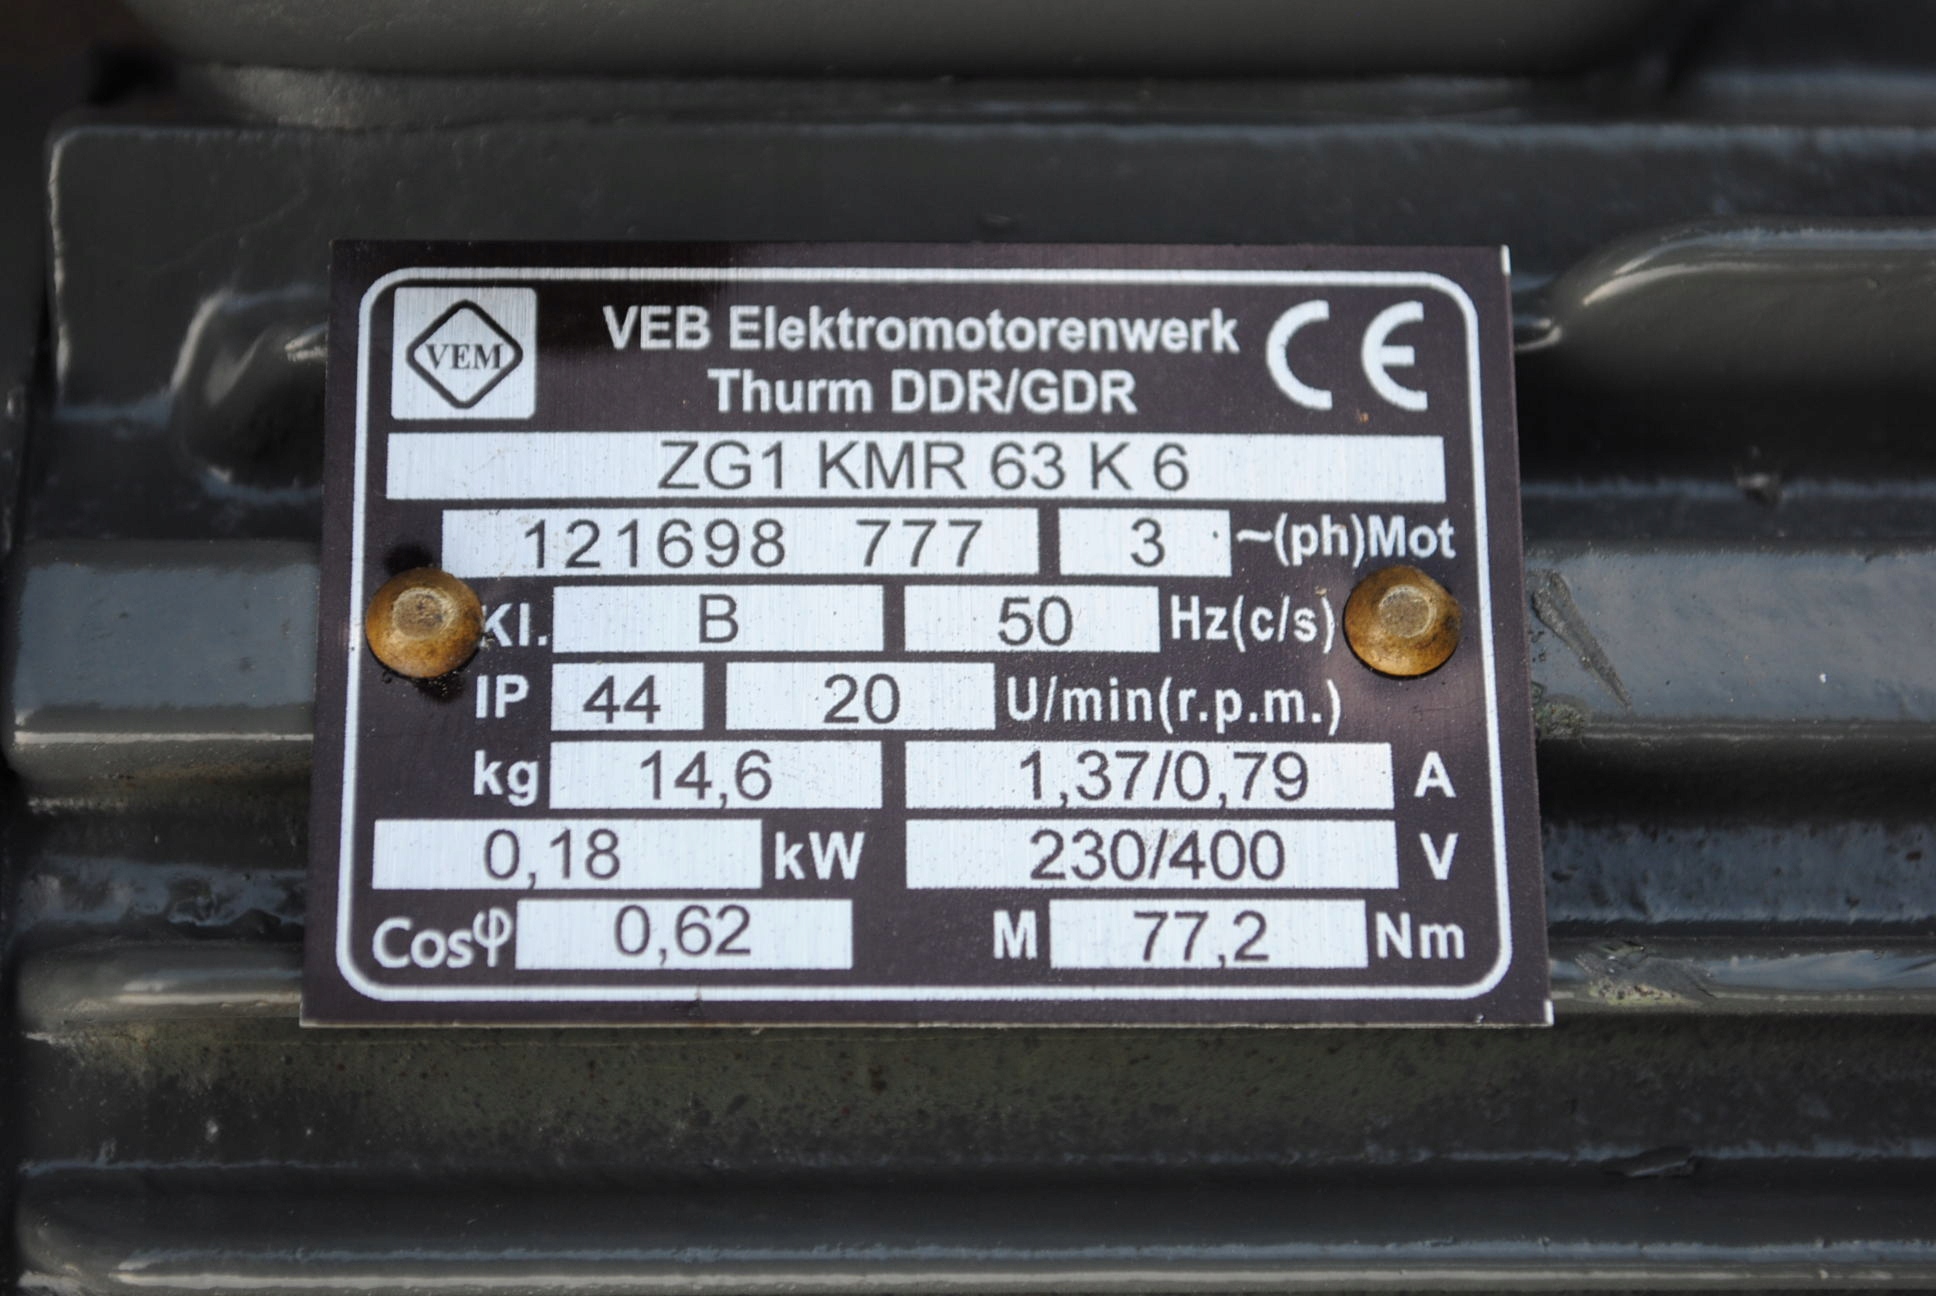 VEM
VEB Elektromotorenwerk
Thurm DDR/GDR
CE
ZG1 KMR 63 K 6
121698 777 3 ~(ph)Mot
Kl. B 50 Hz(c/s)
IP 44 20 U/min(r.p.m.)
kg 14,6 1,37/0,79 A
0,18 kW 230/400 V
Cosφ 0,62 M 77,2 Nm